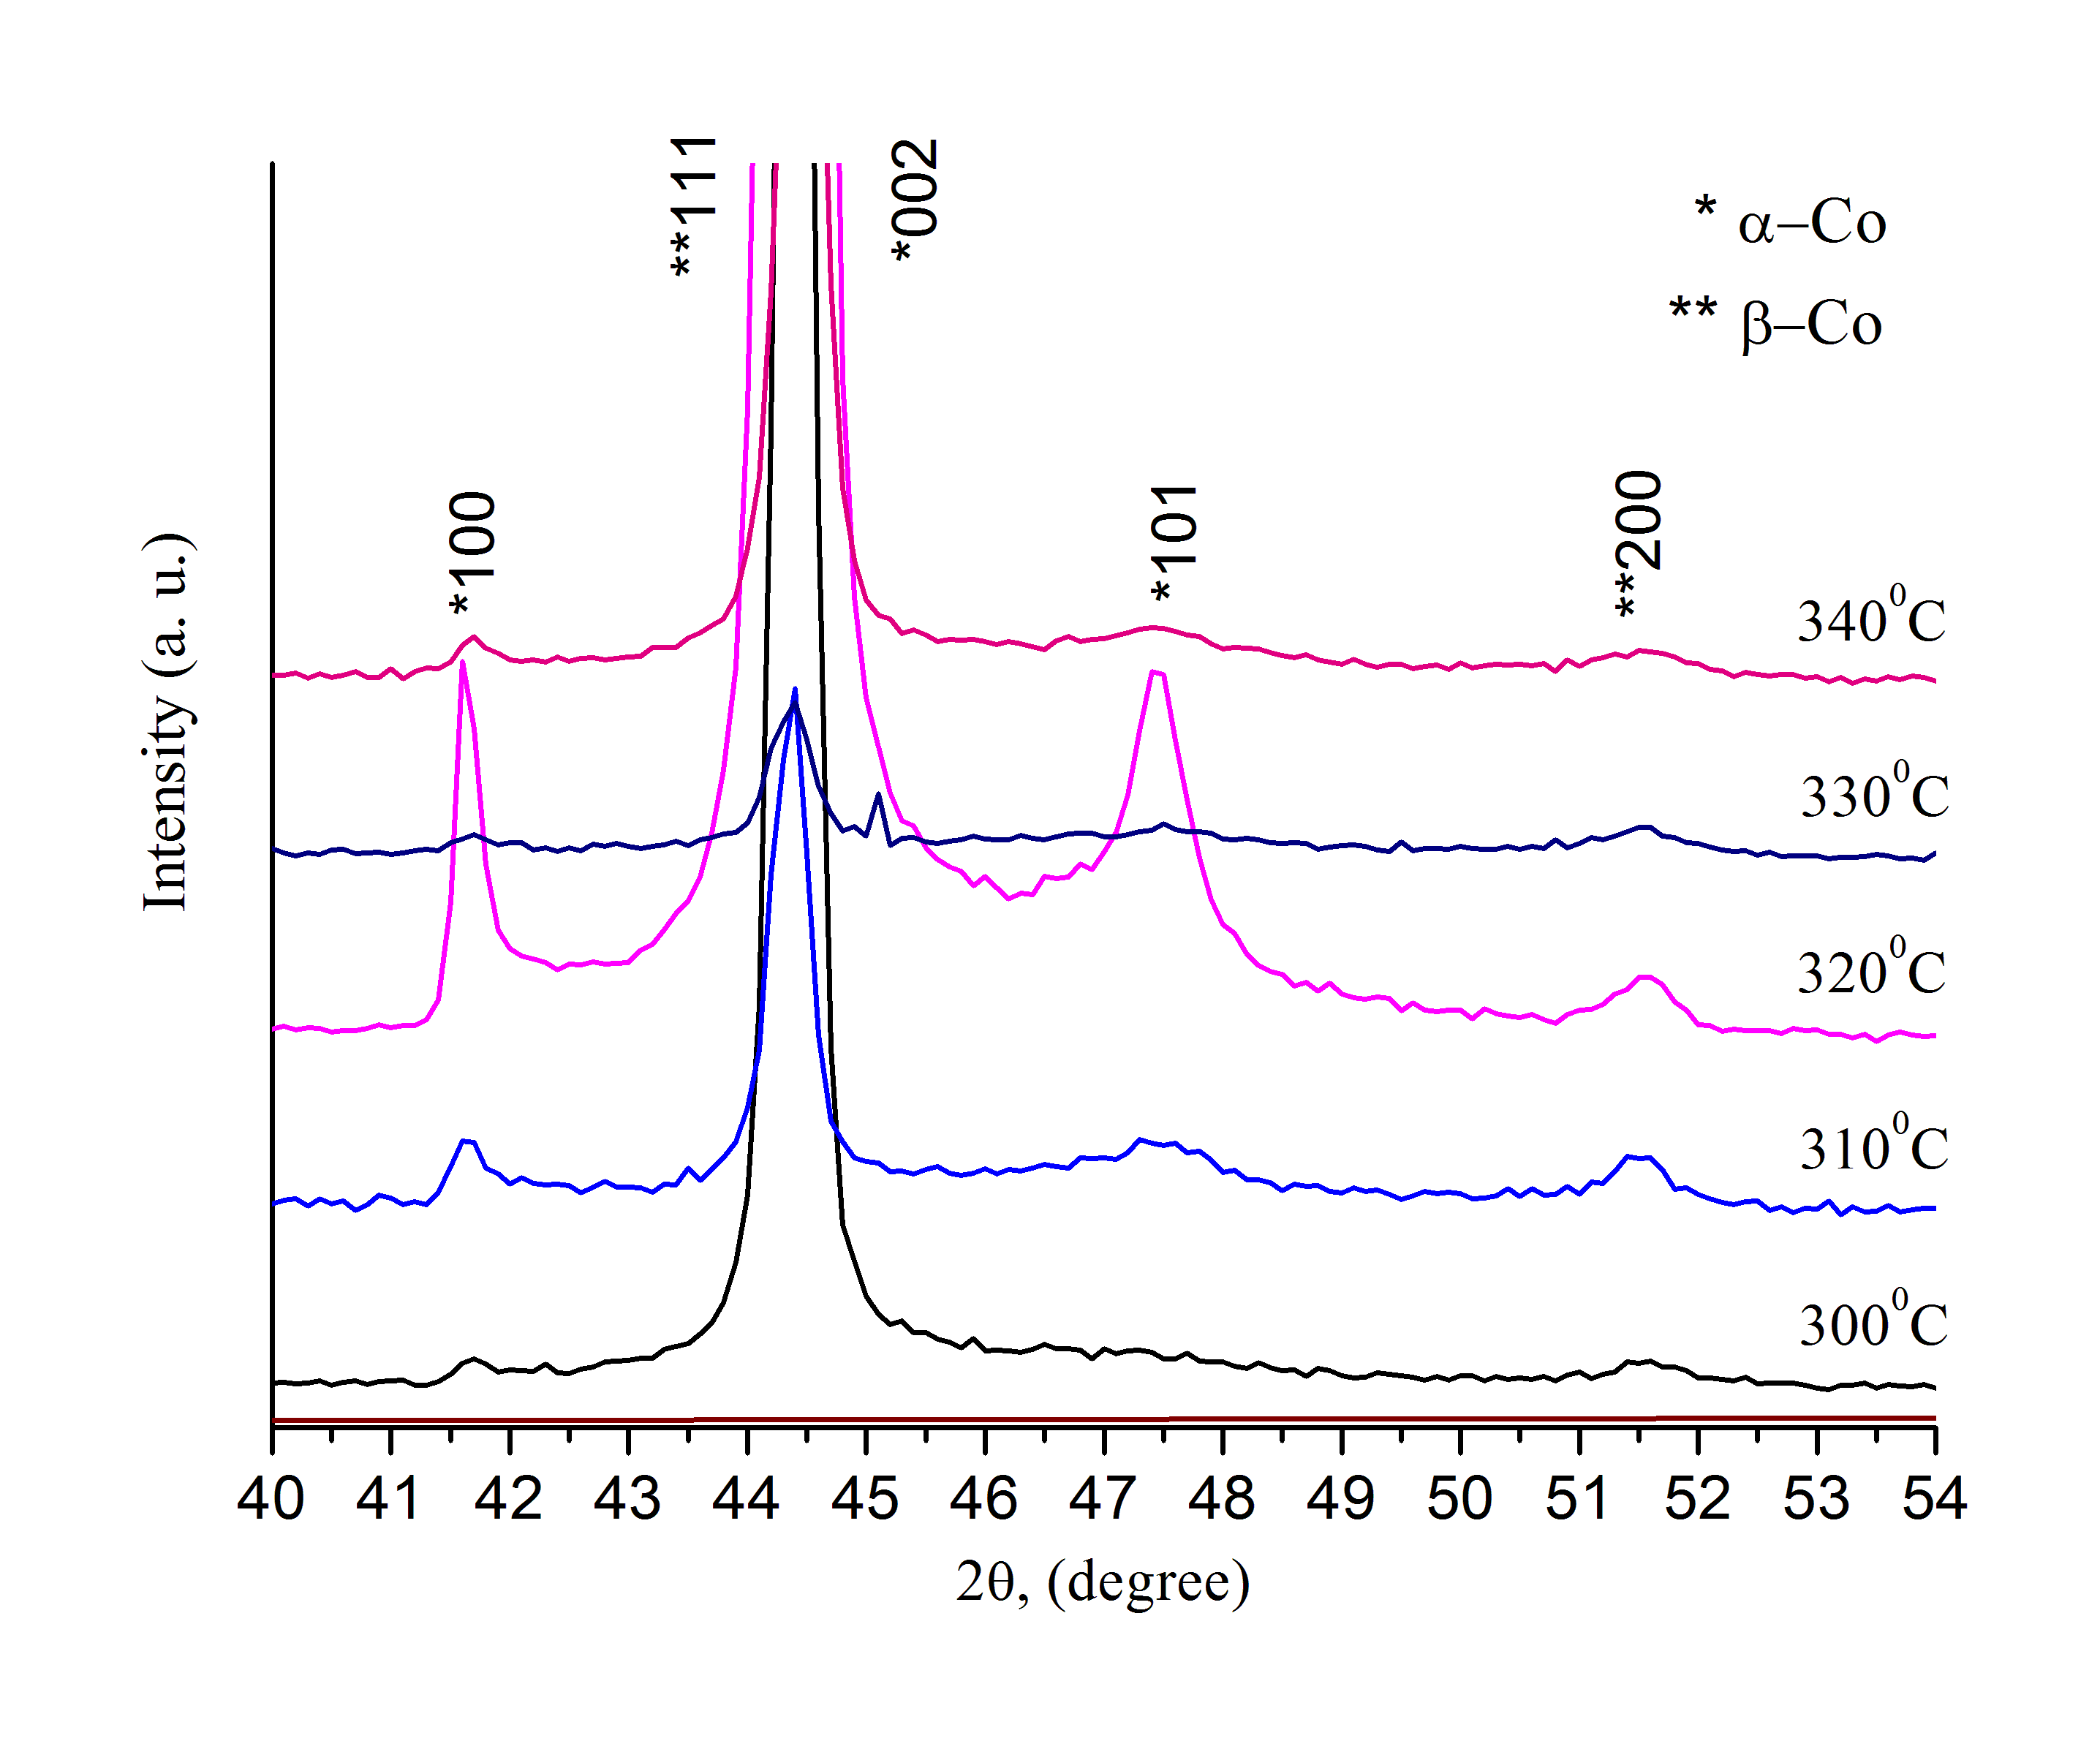 **111
*002
* α–Co
** β–Co
*100
*101
**200
340⁰C
330⁰C
320⁰C
310⁰C
300⁰C
Intensity (a. u.)
40 41 42 43 44 45 46 47 48 49 50 51 52 53 54
2θ, (degree)